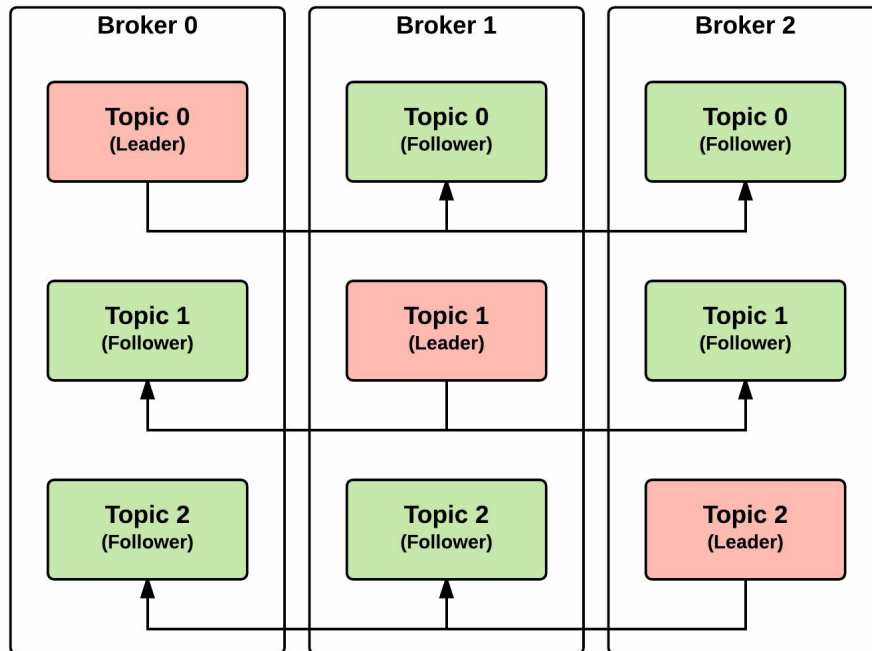 Broker 0
Broker 1
Broker 2
Topic 0
(Leader)
Topic 0
(Follower)
Topic 0
(Follower)
Topic 1
(Follower)
Topic 1
(Leader)
Topic 1
(Follower)
Topic 2
(Follower)
Topic 2
(Follower)
Topic 2
(Leader)